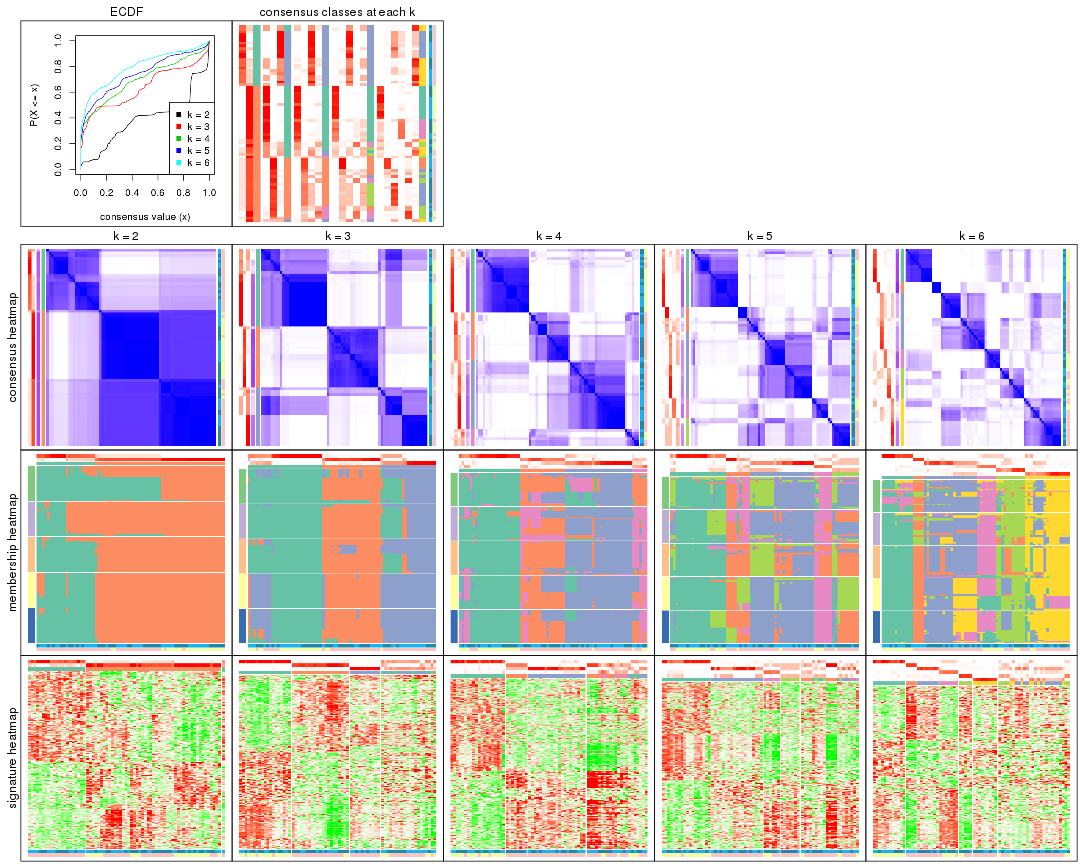 ECDF
consensus classes at each k
P(X <= x)
0.0 0.2 0.4 0.6 0.8 1.0
k = 2
k = 3
k = 4
k = 5
k = 6
0.0 0.2 0.4 0.6 0.8 1.0
consensus value (x)
k = 2
k = 3
k = 4
k = 5
k = 6
consensus heatmap
membership heatmap
signature heatmap